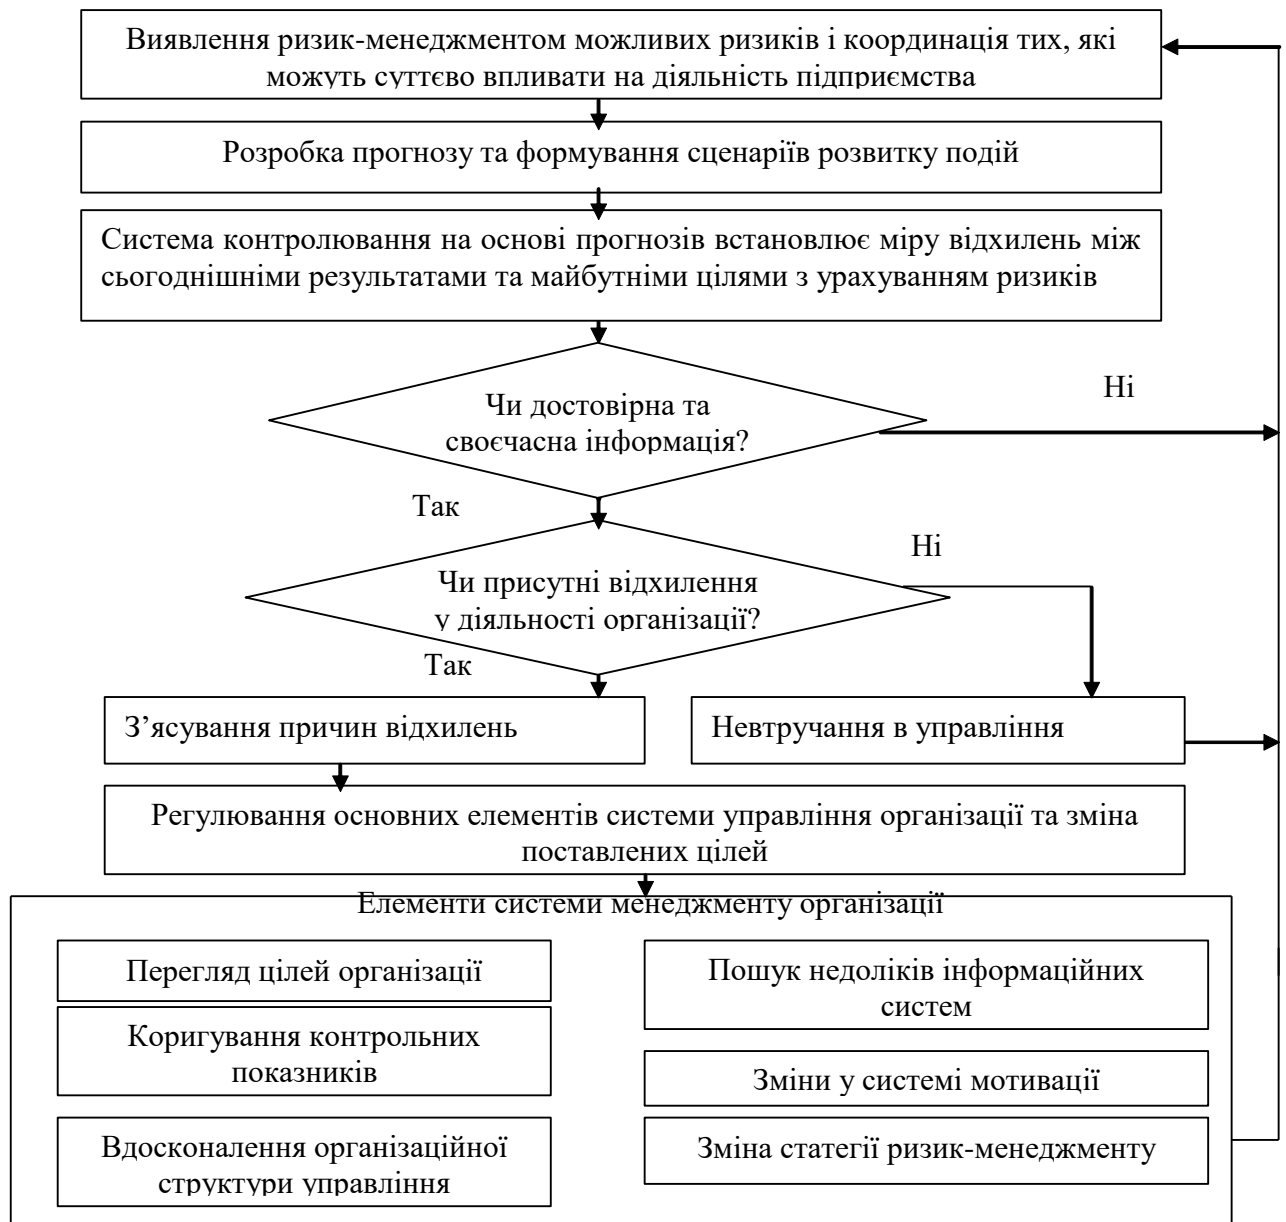 Виявлення ризик-менеджментом можливих ризиків і координація тих, які
можуть суттєво впливати на діяльність підприємства
Розробка прогнозу та формування сценаріїв розвитку подій
Система контролювання на основі прогнозів встановлює міру відхилень між
сьогоднішніми результатами та майбутніми цілями з урахуванням ризиків
Ні
Чи достовірна та
своєчасна інформація?
Так
Ні
Чи присутні відхилення
у діяльності організації?
Так
З’ясування причин відхилень
Невтручання в управління
Регулювання основних елементів системи управління організації та зміна
поставлених цілей
Елементи системи менеджменту організації
Перегляд цілей організації
Коригування контрольних
показників
Вдосконалення організаційної
структури управління
Пошук недоліків інформаційних
систем
Зміни у системі мотивації
Зміна статегії ризик-менеджменту